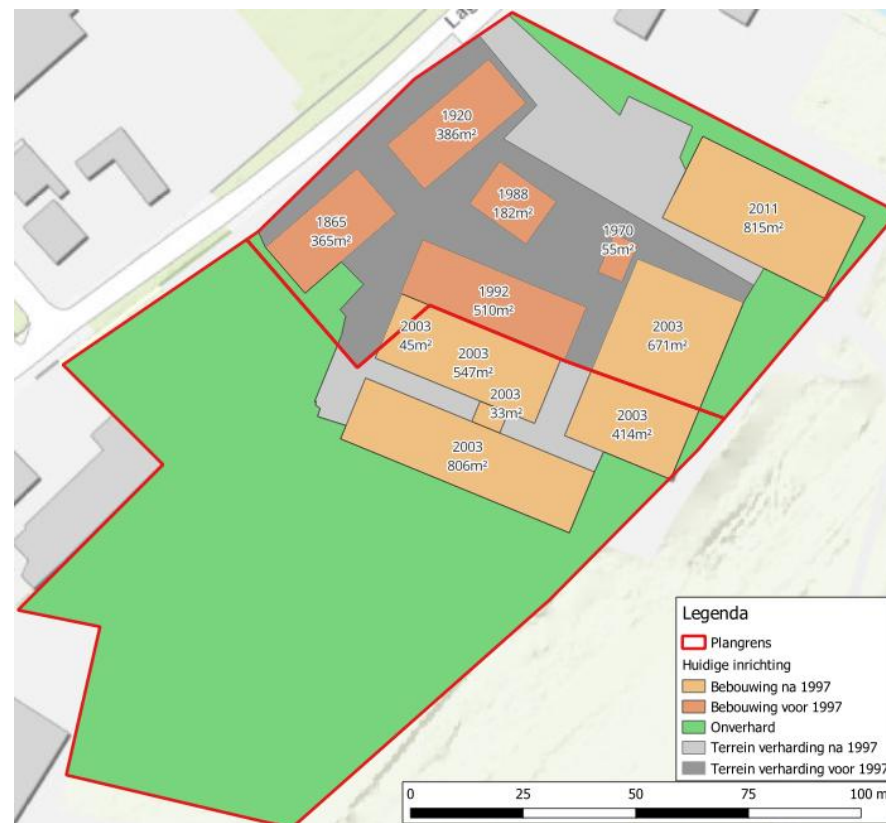 Lag
1920
386m²
1988
182m²
1865
365m²
1970
55m²
2011
815m²
1992
510m²
2003
45m²
2003
547m²
2003
671m²
2003
33m²
2003
414m²
2003
806m²
Legenda
Plangrens
Huidige inrichting
Bebouwing na 1997
Bebouwing voor 1997
Onverhard
Terrein verharding na 1997
Terrein verharding voor 1997
0 25 50 75 100 m